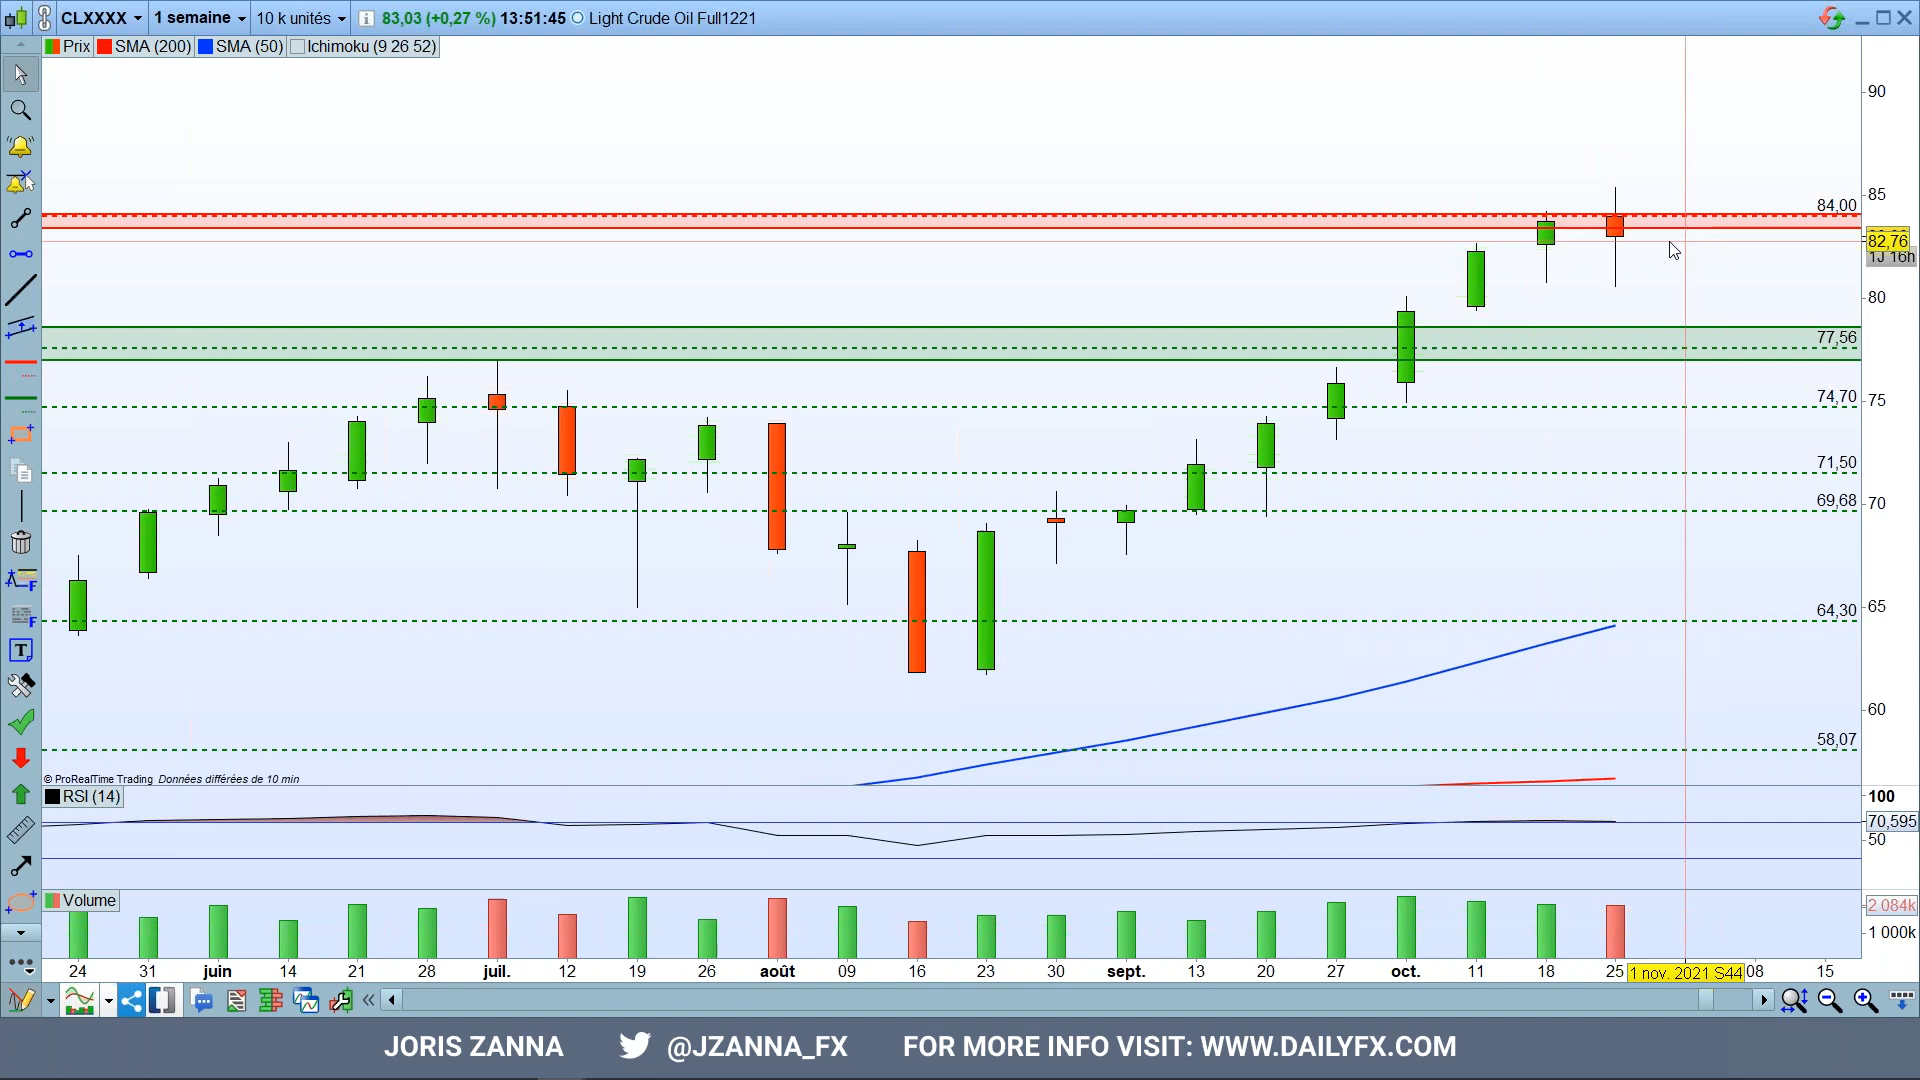 CLXXXX 1 semaine 10 k unités 83,03 (+0,27 %) 13:51:45 Light Crude Oil Full1221
Prix SMA (200) SMA (50) Ichimoku (9 26 52)
90
85
84,00
82,76
1J 16h
80
77,56
74,70
75
71,50
69,68
70
64,30
65
60
58,07
© ProRealTime Trading Données différées de 10 min
RSI (14)
100
70,595
50
Volume
2 084k
1 000k
24 31 juin 14 21 28 juil. 12 19 26 août 09 16 23 30 sept. 13 20 27 oct. 11 18 25 1 nov. 2021 S44 08 15
JORIS ZANNA @JZANNA_FX FOR MORE INFO VISIT: WWW.DAILYFX.COM